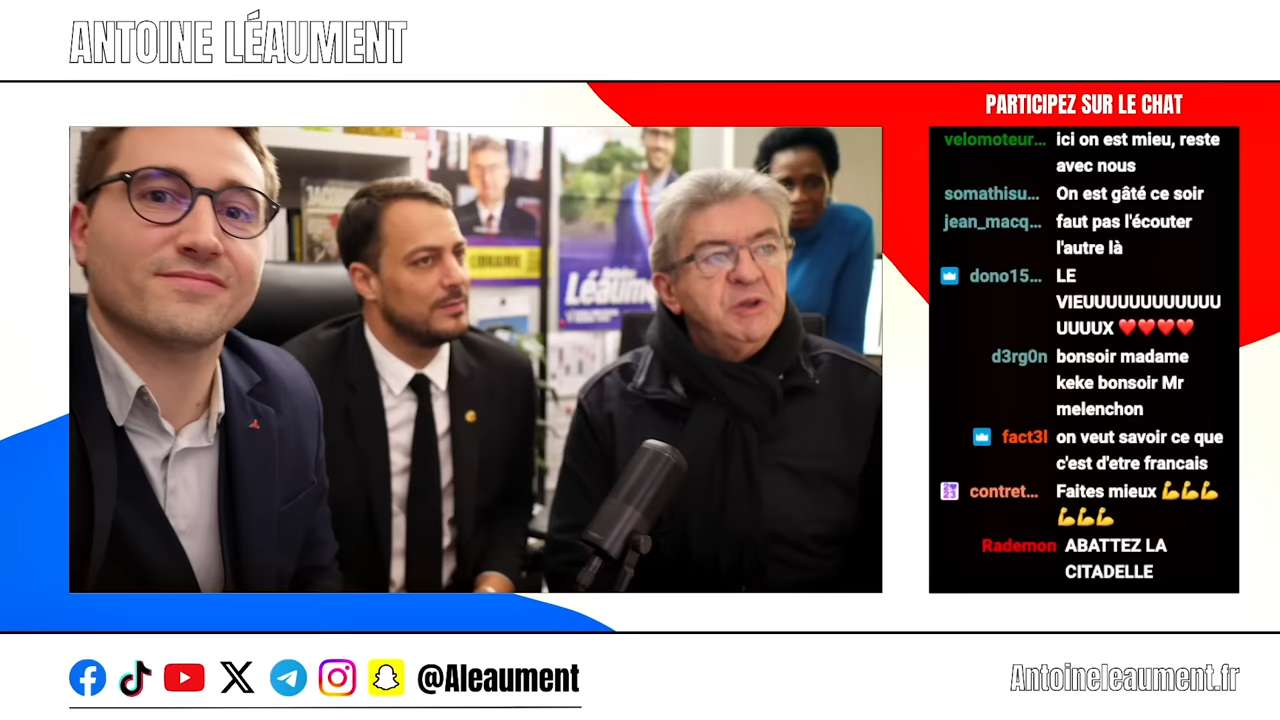 ANTOINE LÉAUMENT
PARTICIPEZ SUR LE CHAT
velomoteur... ici on est mieu, reste
avec nous
somathisu... On est gâté ce soir
jean_macq... faut pas l'écouter
l'autre là
dono15... LE
VIEUUUUUUUUUUUU
UUUUX ❤️❤️❤️❤️
d3rg0n bonsoir madame
keke bonsoir Mr
melenchon
fact3l on veut savoir ce que
c'est d'etre francais
contret... Faites mieux 💪💪💪
💪💪💪
Rademon ABATTEZ LA
CITADELLE
LIBRAIRIE
Léaume
@Aleaument
Antoineleaument.fr